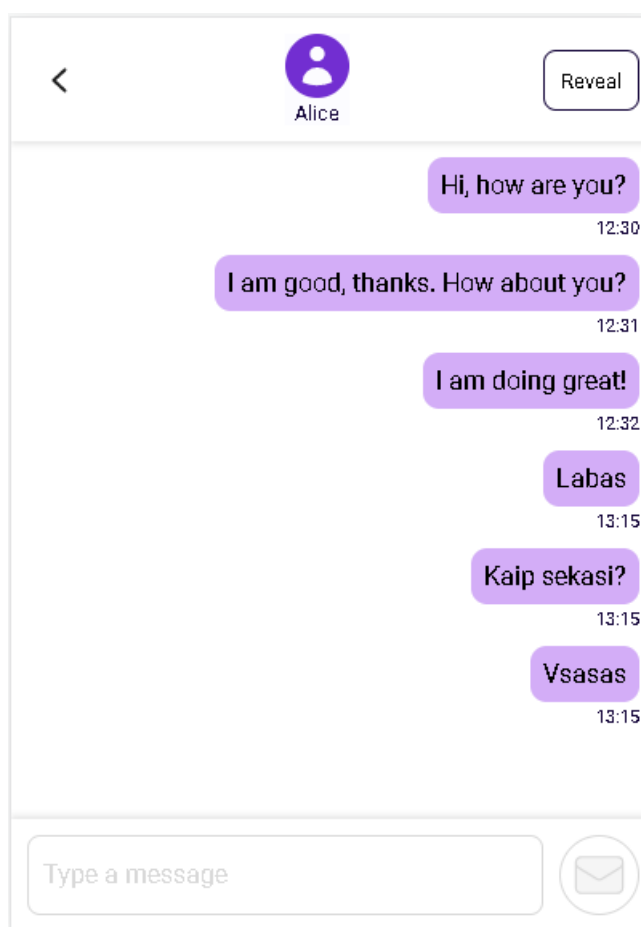 Alice
Reveal
Hi, how are you?
12:30
I am good, thanks. How about you?
12:31
I am doing great!
12:32
Labas
13:15
Kaip sekasi?
13:15
Vsasas
13:15
Type a message